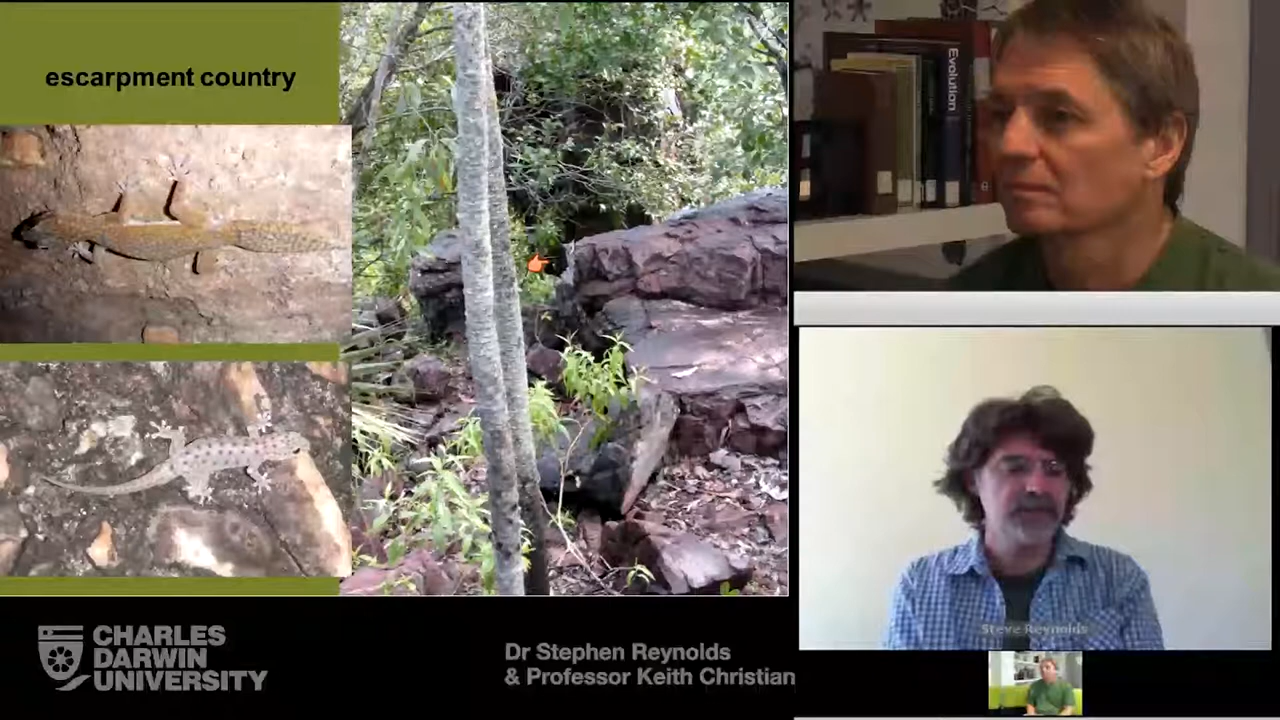 escarpment country
Evolution
Steve Reynolds
CHARLES
DARWIN
UNIVERSITY
Dr Stephen Reynolds
& Professor Keith Christian